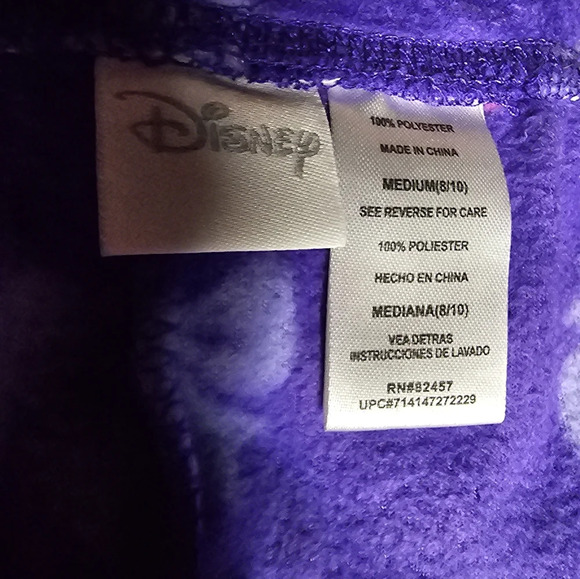 Disney
100% POLYESTER
MADE IN CHINA
MEDIUM(8/10)
SEE REVERSE FOR CARE
100% POLIESTER
HECHO EN CHINA
MEDIANA(8/10)
VEA DETRAS
INSTRUCCIONES DE LAVADO
RN#82457
UPC#714147272229